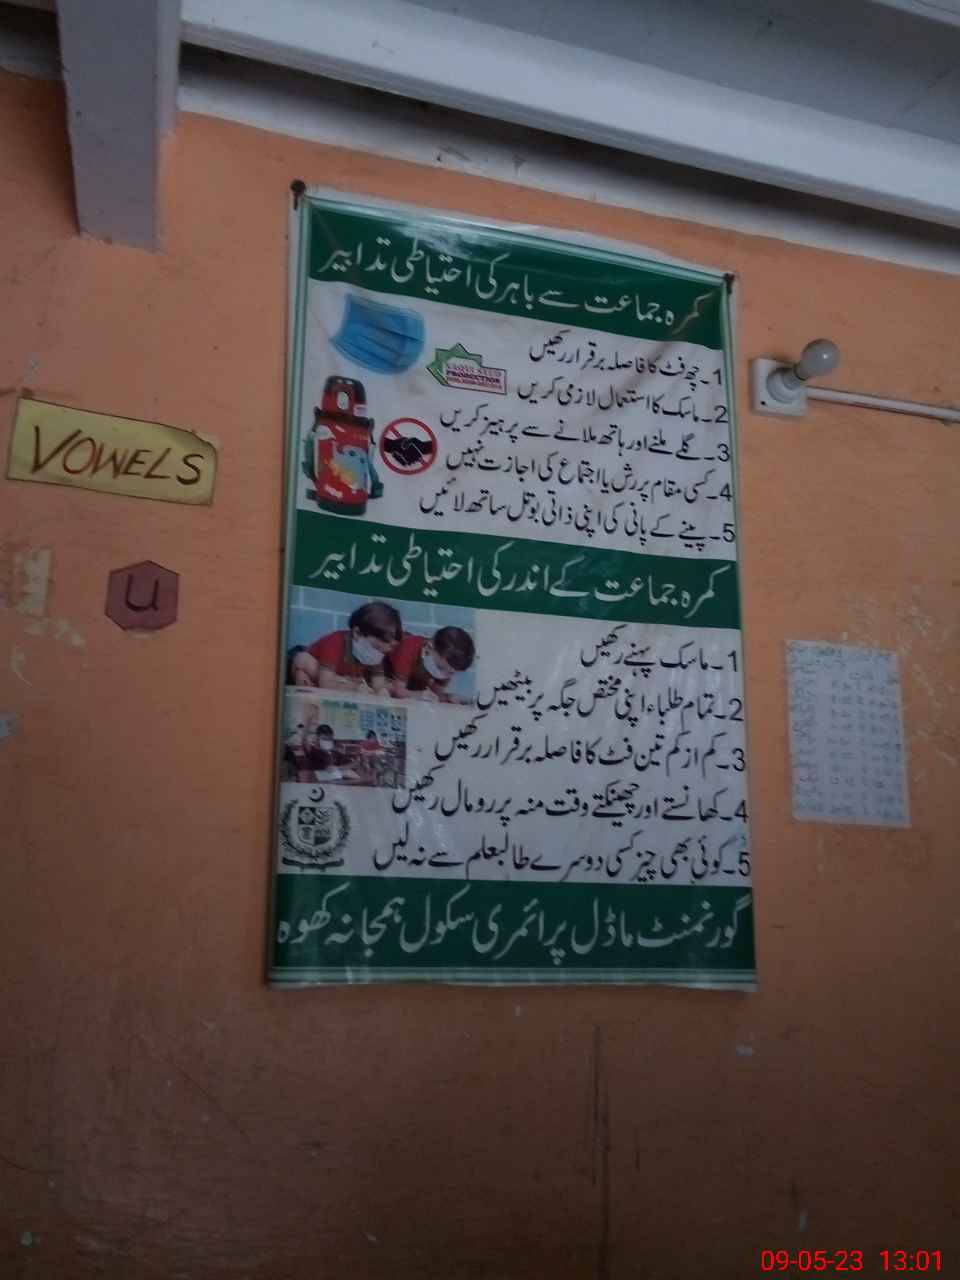 کمرہ جماعت سے باہر کی احتیاطی تدابیر
1۔ چھ فٹ کا فاصلہ برقرار رکھیں
2۔ ماسک کا استعمال لازمی کریں
3۔ گلے ملنے اور ہاتھ ملانے سے پرہیز کریں
4۔ کسی مقام پر رش یا اجتماع کی اجازت نہیں
5۔ پینے کے پانی کی اپنی ذاتی بوتل ساتھ لائیں
PRODUCTION
کمرہ جماعت کے اندر کی احتیاطی تدابیر
1۔ ماسک پہنے رکھیں
2۔ تمام طلباء اپنی مختص جگہ پر بیٹھیں
3۔ کم از کم تین فٹ کا فاصلہ برقرار رکھیں
4۔ کھانستے اور چھینکتے وقت منہ پر رومال رکھیں
5۔ کوئی بھی چیز کسی دوسرے طالبعلم سے نہ لیں
گورنمنٹ ماڈل پرائمری سکول ہمجانہ کھوہ
VOWELS
U
09-05-23 13:01